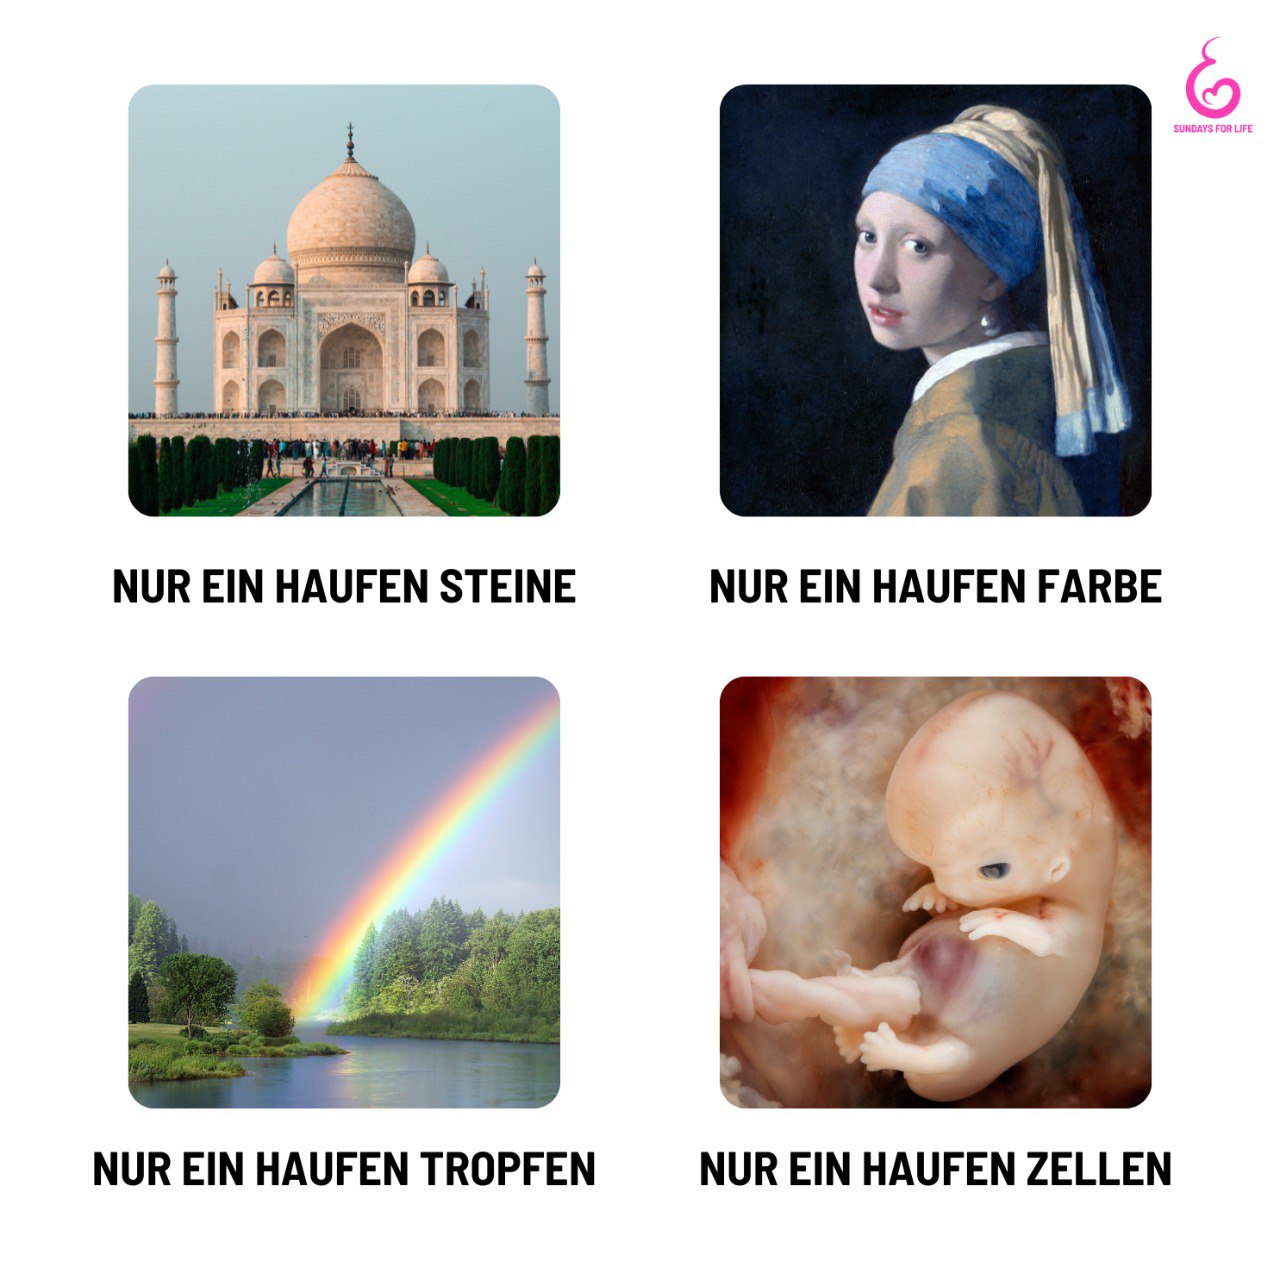 SUNDAYS FOR LIFE
NUR EIN HAUFEN STEINE
NUR EIN HAUFEN FARBE
NUR EIN HAUFEN TROPFEN
NUR EIN HAUFEN ZELLEN